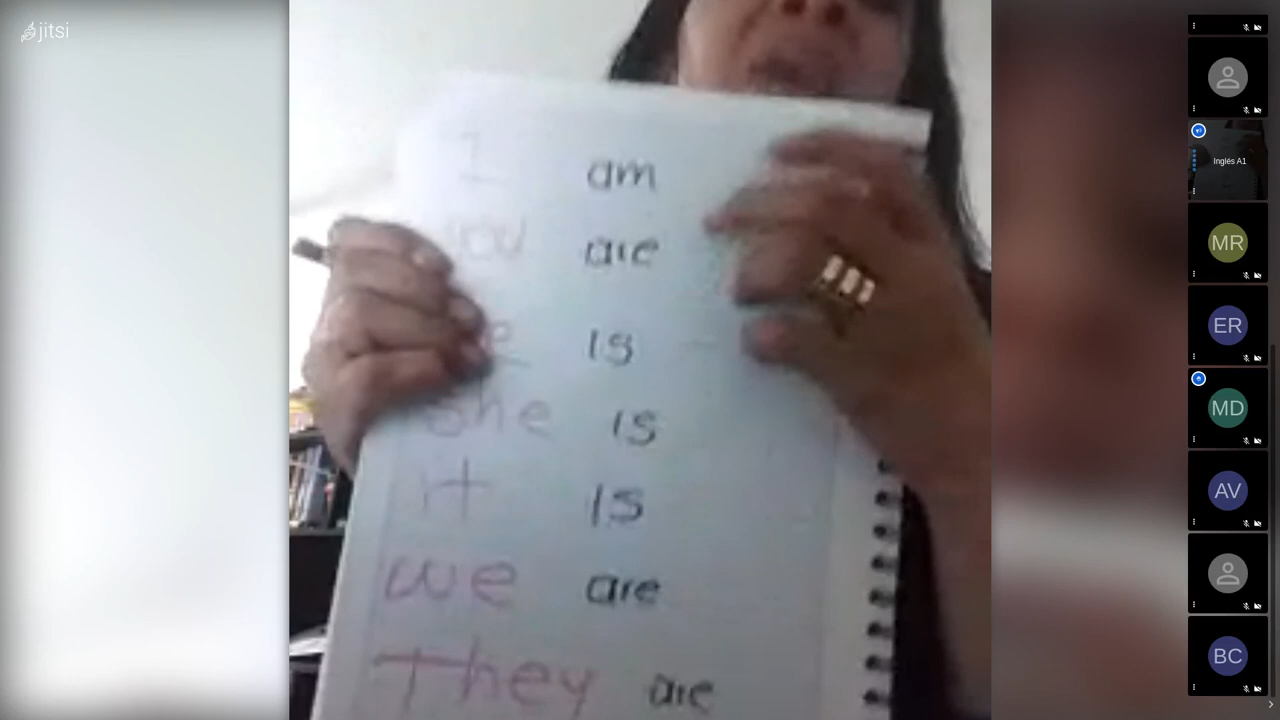 jitsi
I am
you are
e is
She is
it is
we are
They are
Inglés A1
MR
ER
MD
AV
BC